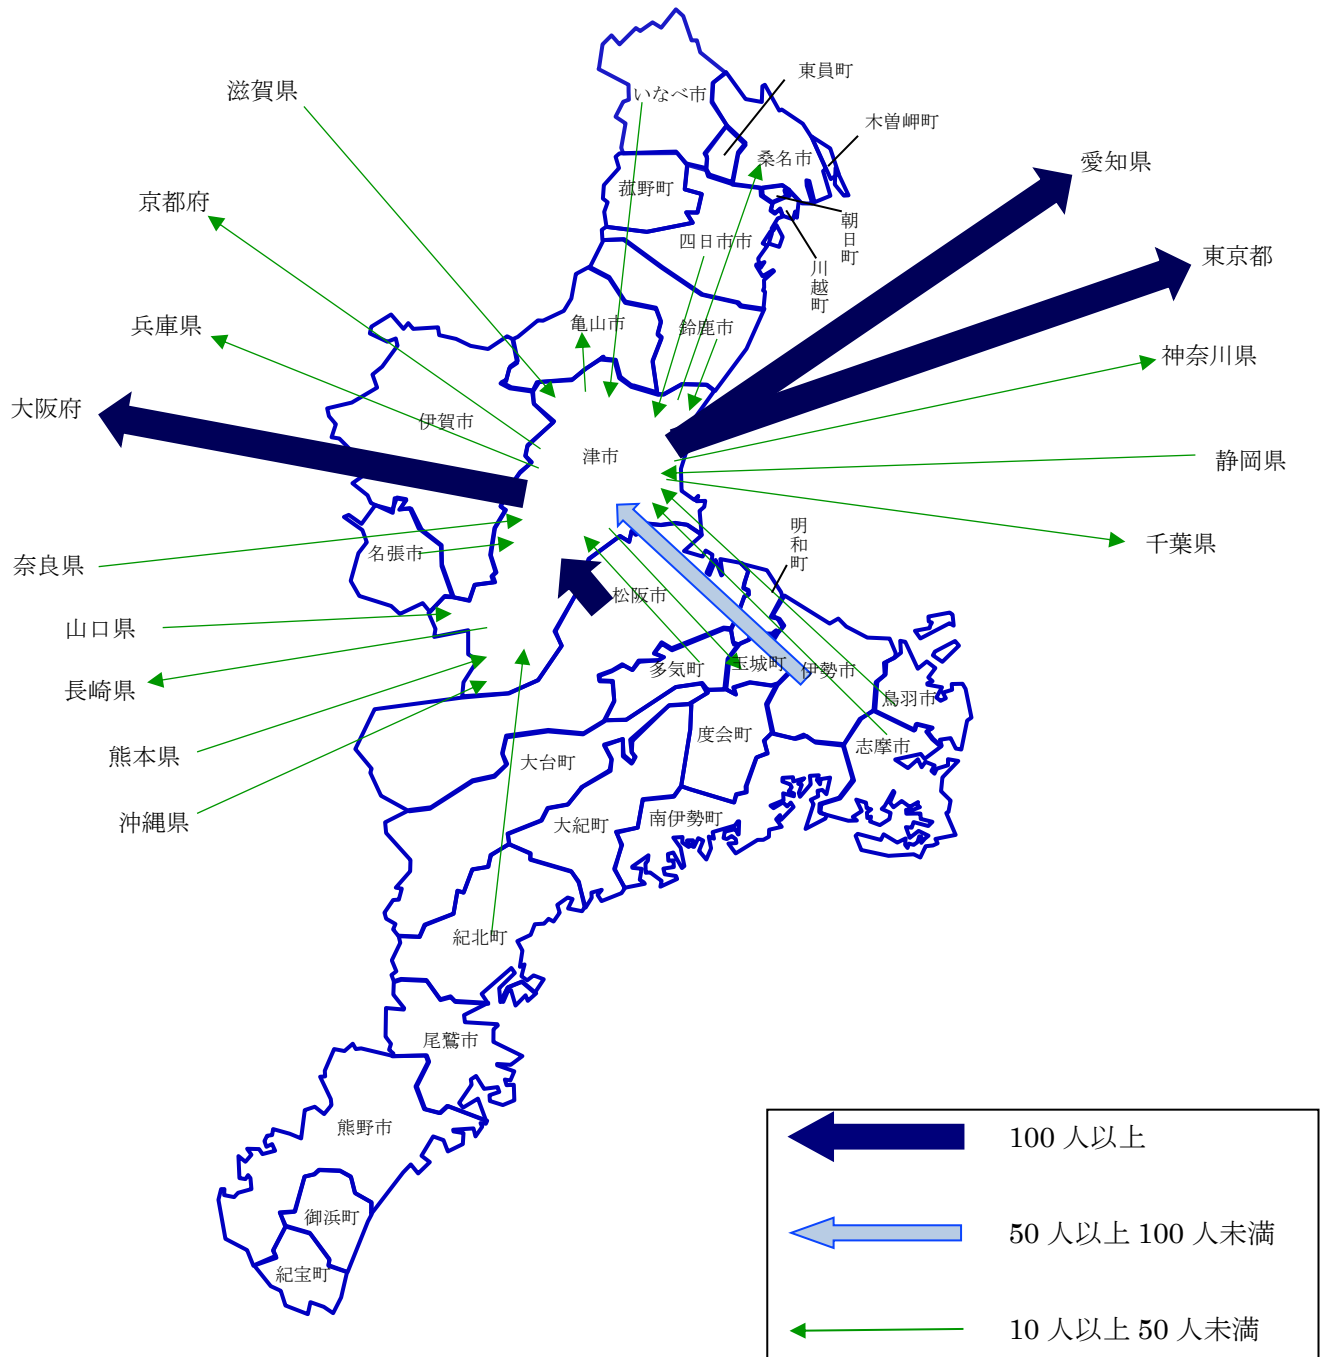 東員町
滋賀県
いなべ市
木曽岬町
桑名市
愛知県
菰野町
京都府
朝日町
四日市市
東京都
川越町
兵庫県
亀山市
鈴鹿市
神奈川県
大阪府
伊賀市
津市
静岡県
明和町
千葉県
名張市
奈良県
松阪市
山口県
多気町
玉城町
伊勢市
長崎県
鳥羽市
度会町
志摩市
熊本県
大台町
沖縄県
大紀町
南伊勢町
紀北町
尾鷲市
熊野市
100 人以上
御浜町
50 人以上 100 人未満
紀宝町
10 人以上 50 人未満